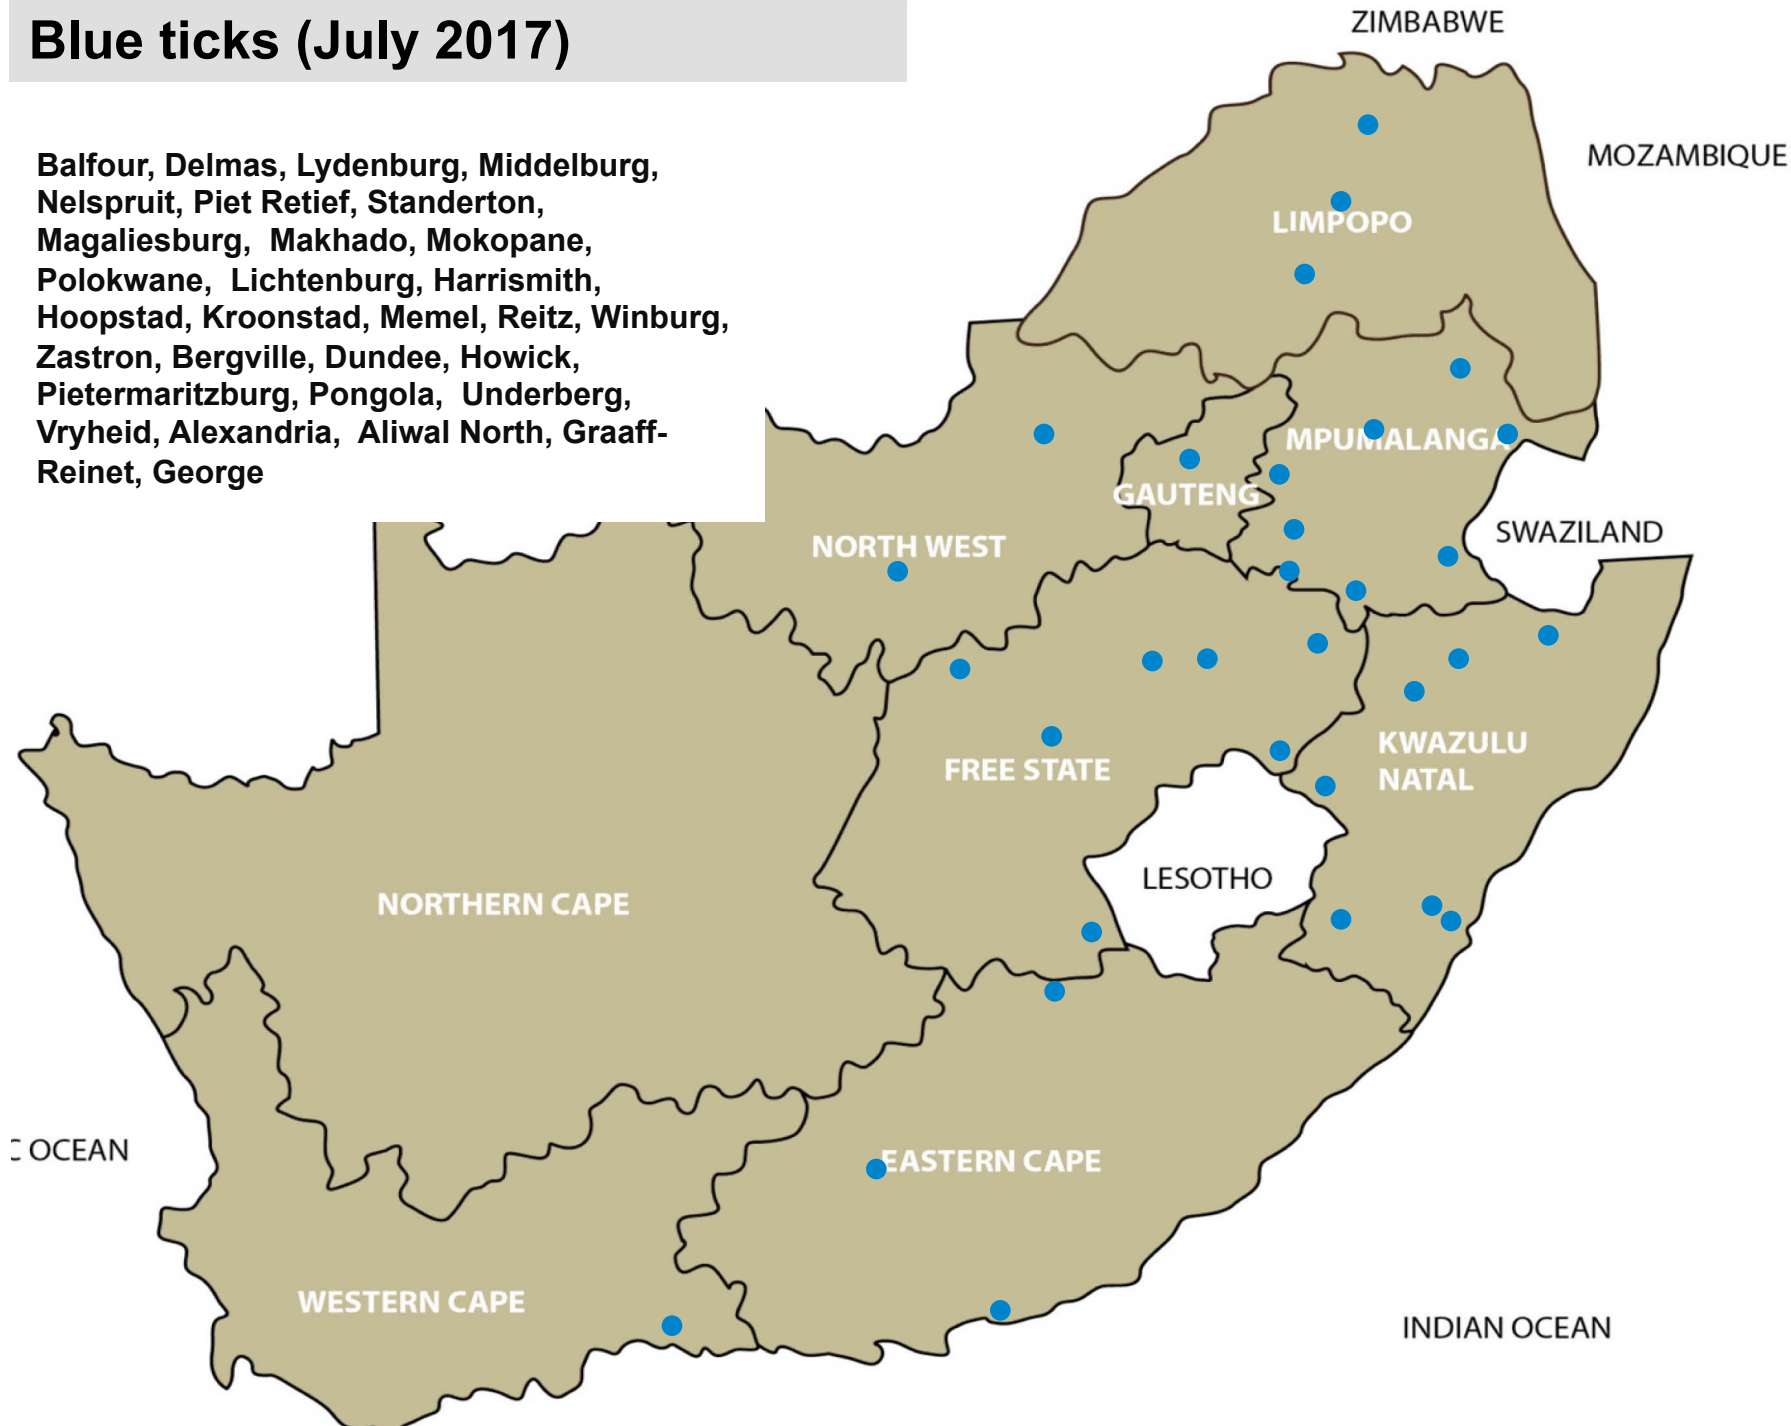 Blue ticks (July 2017)
Balfour, Delmas, Lydenburg, Middelburg,
Nelspruit, Piet Retief, Standerton,
Magaliesburg, Makhado, Mokopane,
Polokwane, Lichtenburg, Harrismith,
Hoopstad, Kroonstad, Memel, Reitz, Winburg,
Zastron, Bergville, Dundee, Howick,
Pietermaritzburg, Pongola, Underberg,
Vryheid, Alexandria, Aliwal North, Graaff-
Reinet, George
ZIMBABWE
MOZAMBIQUE
LIMPOPO
MPUMALANGA
GAUTENG
SWAZILAND
NORTH WEST
KWAZULU
NATAL
FREE STATE
LESOTHO
NORTHERN CAPE
C OCEAN
EASTERN CAPE
WESTERN CAPE
INDIAN OCEAN